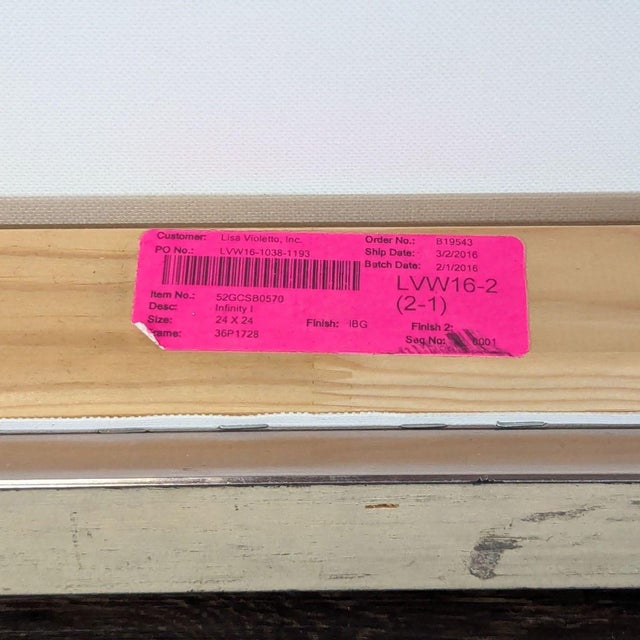 Customer: Lisa Violetto, Inc. Order No.: B19543
PO No.: LVW16-1038-1193 Ship Date: 3/2/2016
Batch Date: 2/1/2016
LVW16-2
(2-1)
Item No.: 52GCSB0570
Desc: Infinity I
Size: 24 X 24 Finish: IBG Finish 2:
rame: 36P1728 Seq No: 0001